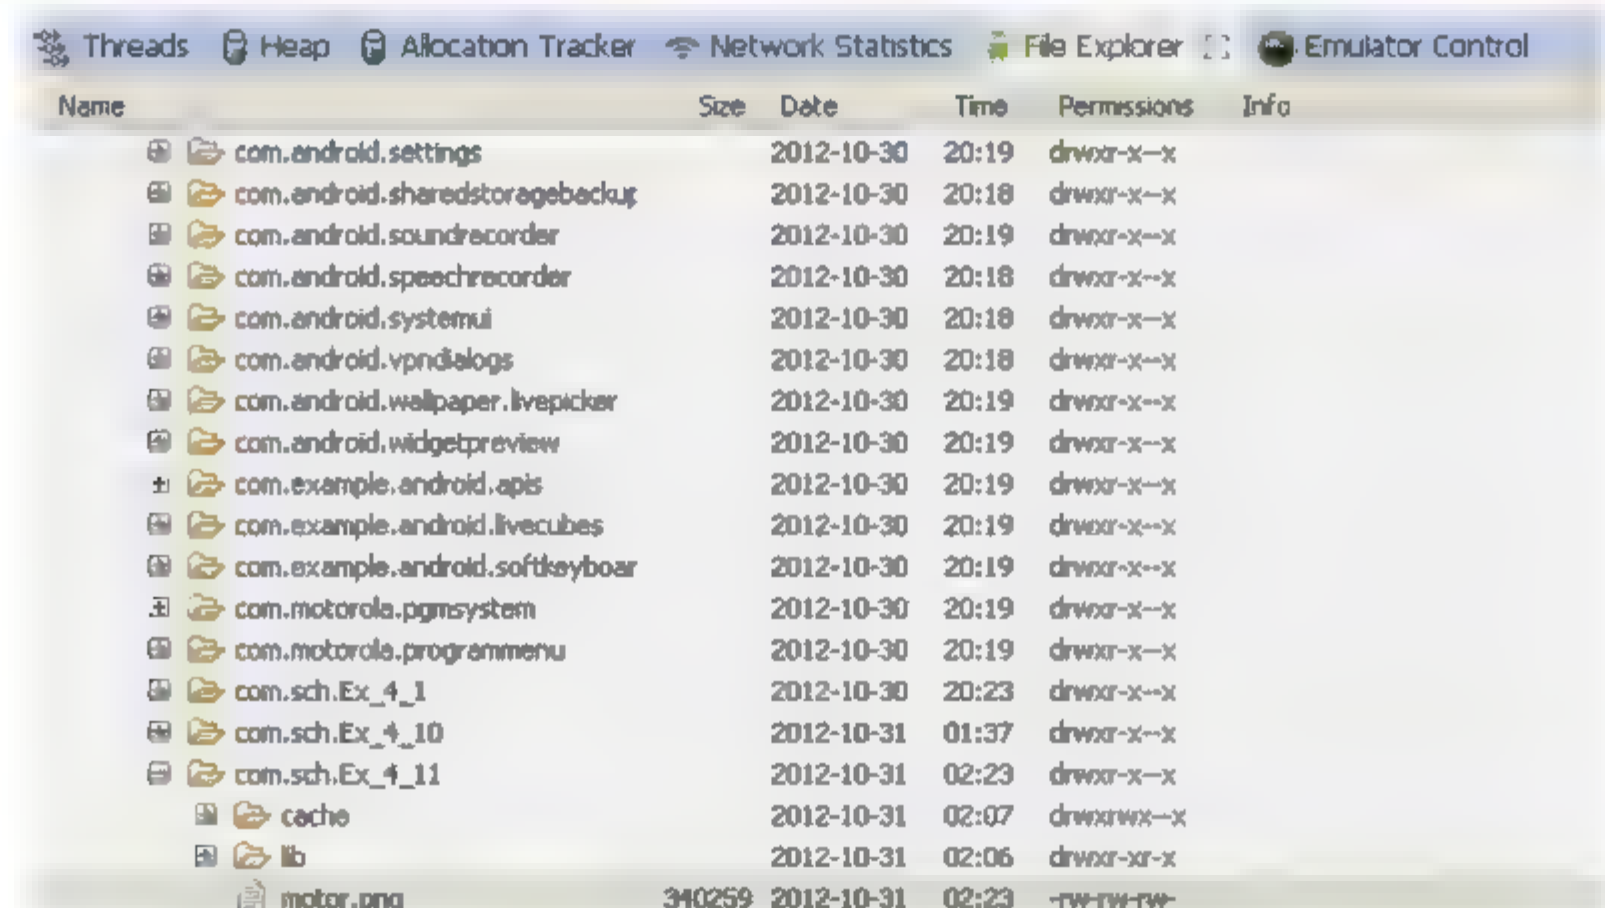 Threads Heap Allocation Tracker Network Statistics File Explorer Emulator Control
Name Size Date Time Permissions Info
com.android.settings 2012-10-30 20:19 drwxr-x--x
com.android.sharedstoragebackup 2012-10-30 20:18 drwxr-x--x
com.android.soundrecorder 2012-10-30 20:19 drwxr-x--x
com.android.speechrecorder 2012-10-30 20:18 drwxr-x--x
com.android.systemui 2012-10-30 20:18 drwxr-x--x
com.android.vpndialogs 2012-10-30 20:18 drwxr-x--x
com.android.wallpaper.livepicker 2012-10-30 20:19 drwxr-x--x
com.android.widgetpreview 2012-10-30 20:19 drwxr-x--x
com.example.android.apis 2012-10-30 20:19 drwxr-x--x
com.example.android.livecubes 2012-10-30 20:19 drwxr-x--x
com.example.android.softkeyboar 2012-10-30 20:19 drwxr-x--x
com.motorola.pgmsystem 2012-10-30 20:19 drwxr-x--x
com.motorola.programmenu 2012-10-30 20:19 drwxr-x--x
com.sch.Ex_4_1 2012-10-30 20:23 drwxr-x--x
com.sch.Ex_4_10 2012-10-31 01:37 drwxr-x--x
com.sch.Ex_4_11 2012-10-31 02:23 drwxr-x--x
cache 2012-10-31 02:07 drwxrwx--x
lib 2012-10-31 02:06 drwxr-xr-x
motor.png 340259 2012-10-31 02:23 -rw-rw-rw-